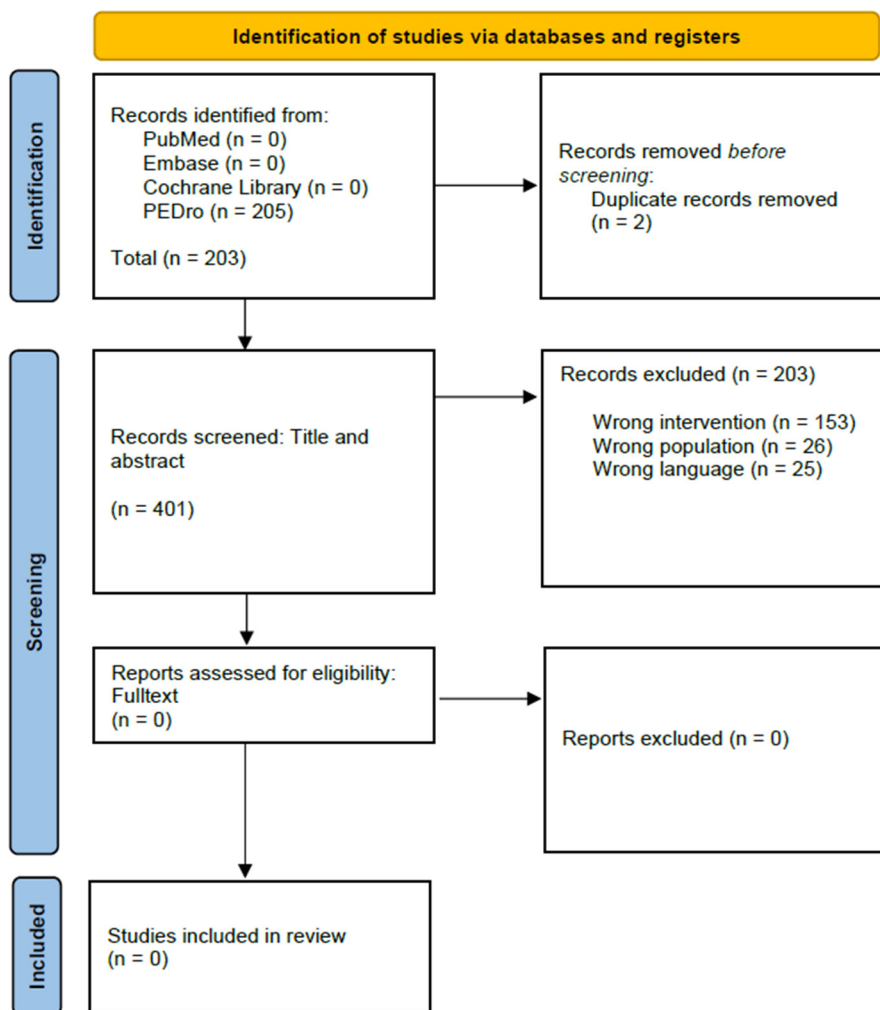 Identification of studies via databases and registers
Identification
Records identified from:
PubMed (n = 0)
Embase (n = 0)
Cochrane Library (n = 0)
PEDro (n = 205)
Total (n = 203)
Records removed before
screening:
Duplicate records removed
(n = 2)
Screening
Records screened: Title and
abstract
(n = 401)
Records excluded (n = 203)
Wrong intervention (n = 153)
Wrong population (n = 26)
Wrong language (n = 25)
Reports assessed for eligibility:
Fulltext
(n = 0)
Reports excluded (n = 0)
Included
Studies included in review
(n = 0)